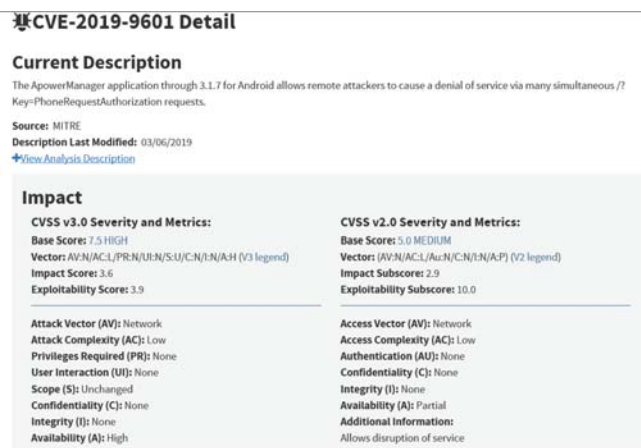 CVE-2019-9601 Detail
Current Description
The ApowerManager application through 3.1.7 for Android allows remote attackers to cause a denial of service via many simultaneous /?
Key=PhoneRequestAuthorization requests.
Source: MITRE
Description Last Modified: 03/06/2019
+View Analysis Description
Impact
CVSS v3.0 Severity and Metrics:
Base Score: 7.5 HIGH
Vector: AV:N/AC:L/PR:N/UI:N/S:U/C:N/I:N/A:H (V3 legend)
Impact Score: 3.6
Exploitability Score: 3.9
Attack Vector (AV): Network
Attack Complexity (AC): Low
Privileges Required (PR): None
User Interaction (UI): None
Scope (S): Unchanged
Confidentiality (C): None
Integrity (I): None
Availability (A): High
CVSS v2.0 Severity and Metrics:
Base Score: 5.0 MEDIUM
Vector: (AV:N/AC:L/Au:N/C:N/I:N/A:P) (V2 legend)
Impact Subscore: 2.9
Exploitability Subscore: 10.0
Access Vector (AV): Network
Access Complexity (AC): Low
Authentication (AU): None
Confidentiality (C): None
Integrity (I): None
Availability (A): Partial
Additional Information:
Allows disruption of service